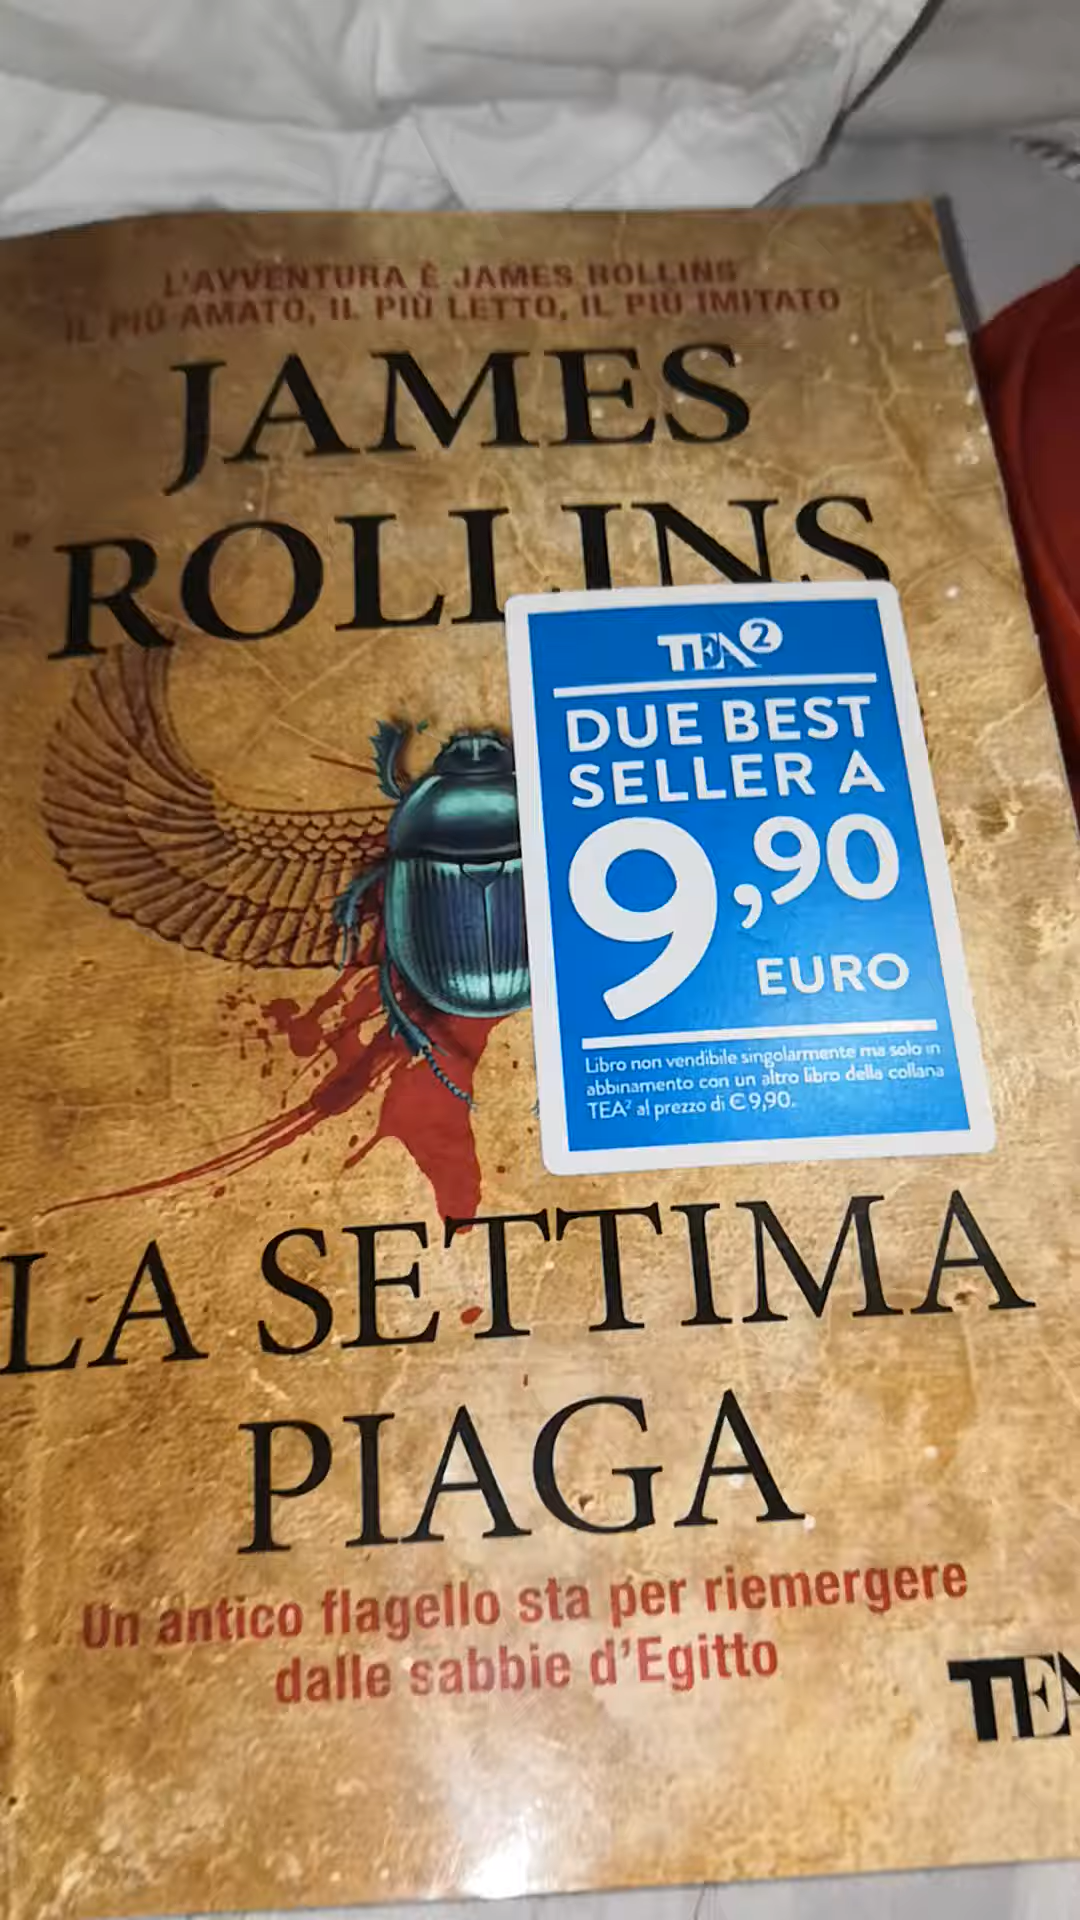 L'AVVENTURA È JAMES ROLLINS
IL PIÙ AMATO, IL PIÙ LETTO, IL PIÙ IMITATO
JAMES
ROLLINS
TEA2
DUE BEST
SELLER A
9,90
EURO
Libro non vendibile singolarmente ma solo in
abbinamento con un altro libro della collana
TEA² al prezzo di € 9,90.
LA SETTIMA
PIAGA
Un antico flagello sta per riemergere
dalle sabbie d'Egitto
TEA